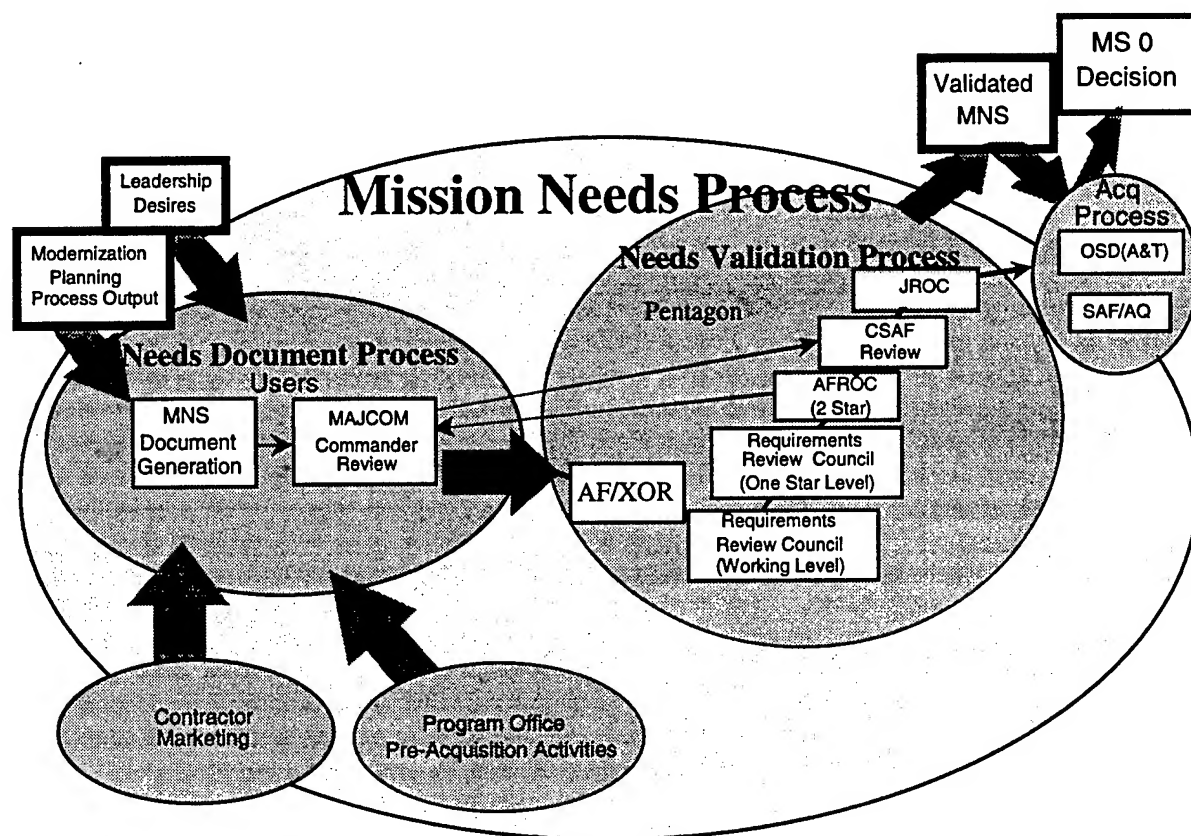 MS 0
Decision
Validated
MNS
Leadership
Desires
Mission Needs Process
Acq
Process
OSD(A&T)
SAF/AQ
Modernization
Planning
Process Output
Needs Validation Process
Pentagon
JROC
CSAF
Review
AFROC
(2 Star)
Requirements
Review Council
(One Star Level)
AF/XOR
Requirements
Review Council
(Working Level)
Needs Document Process
Users
MNS
Document
Generation
MAJCOM
Commander
Review
Contractor
Marketing
Program Office
Pre-Acquisition Activities